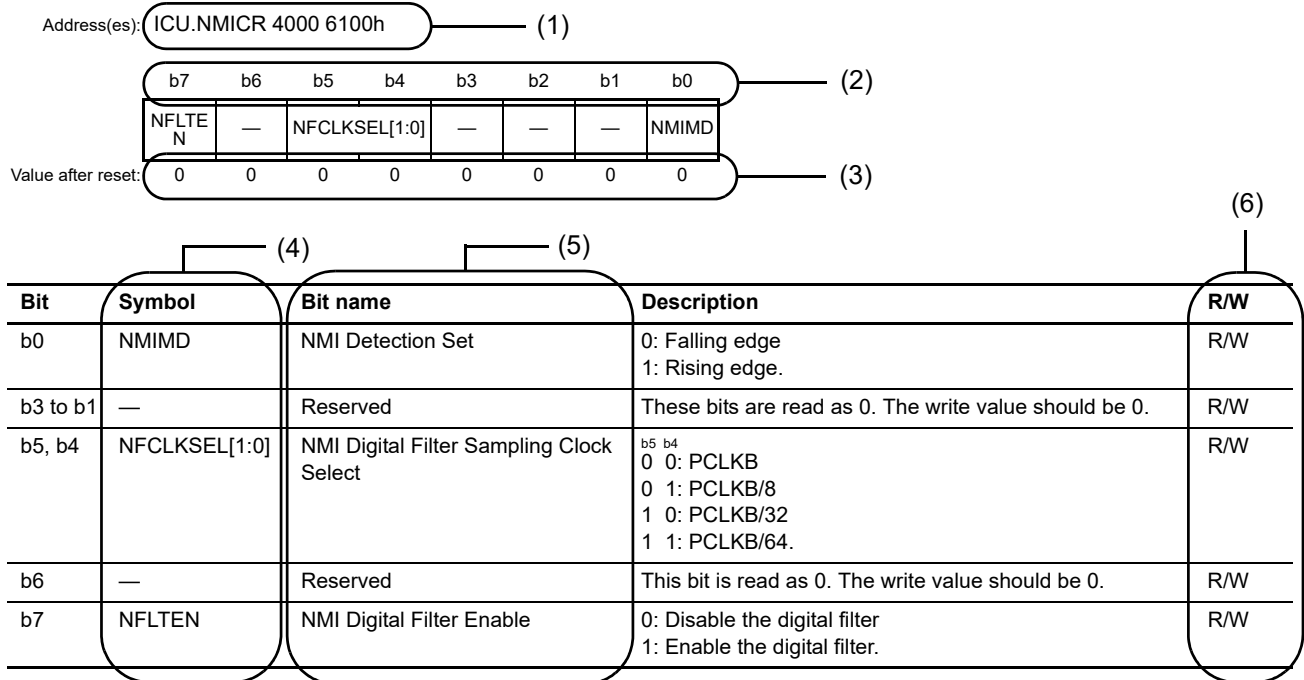 Address(es): ICU.NMICR 4000 6100h (1)
b7 b6 b5 b4 b3 b2 b1 b0 (2)
NFLTE
N — NFCLKSEL[1:0] — — — NMIMD
Value after reset: 0 0 0 0 0 0 0 0 (3)
(6)
(4) (5)
Bit Symbol Bit name Description R/W
b0 NMIMD NMI Detection Set 0: Falling edge R/W
1: Rising edge.
b3 to b1 — Reserved These bits are read as 0. The write value should be 0. R/W
b5, b4 NFCLKSEL[1:0] NMI Digital Filter Sampling Clock b5 b4 R/W
Select 0 0: PCLKB
0 1: PCLKB/8
1 0: PCLKB/32
1 1: PCLKB/64.
b6 — Reserved This bit is read as 0. The write value should be 0. R/W
b7 NFLTEN NMI Digital Filter Enable 0: Disable the digital filter R/W
1: Enable the digital filter.